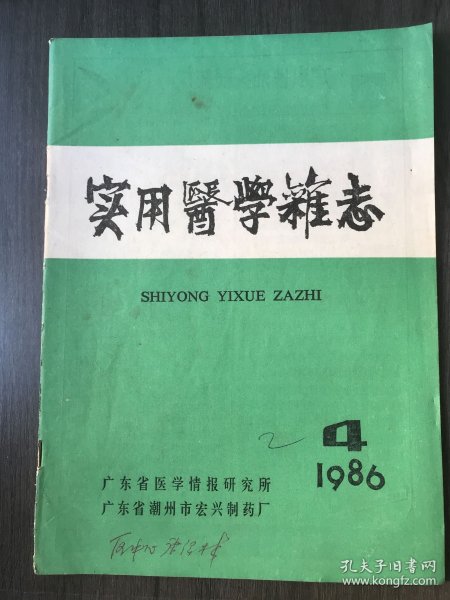 实用醫学雜志
SHIYONG YIXUE ZAZHI
2
4
1986
广东省医学情报研究所
广东省潮州市宏兴制药厂
孔夫子旧书网
kongfz.com